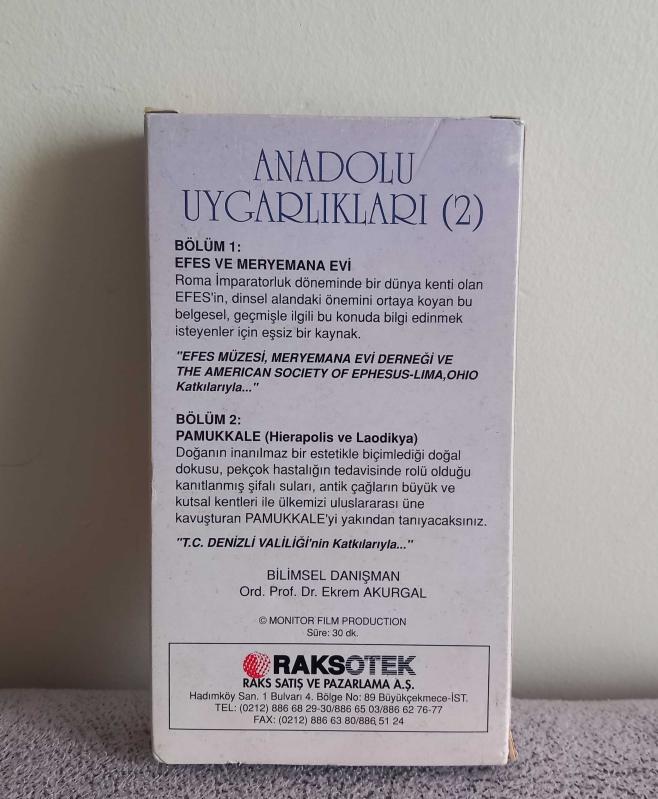 ANADOLU
UYGARLIKLARI (2)
BÖLÜM 1:
EFES VE MERYEMANA EVİ
Roma İmparatorluk döneminde bir dünya kenti olan
EFES'in, dinsel alandaki önemini ortaya koyan bu
belgesel, geçmişle ilgili bu konuda bilgi edinmek
isteyenler için eşsiz bir kaynak.
"EFES MÜZESİ, MERYEMANA EVİ DERNEĞİ VE
THE AMERICAN SOCIETY OF EPHESUS-LIMA,OHIO
Katkılarıyla..."
BÖLÜM 2:
PAMUKKALE (Hierapolis ve Laodikya)
Doğanın inanılmaz bir estetikle biçimlediği doğal
dokusu, pekçok hastalığın tedavisinde rolü olduğu
kanıtlanmış şifalı suları, antik çağların büyük ve
kutsal kentleri ile ülkemizi uluslararası üne
kavuşturan PAMUKKALE'yi yakından tanıyacaksınız.
"T.C. DENİZLİ VALİLİĞİ'nin Katkılarıyla..."
BİLİMSEL DANIŞMAN
Ord. Prof. Dr. Ekrem AKURGAL
© MONITOR FILM PRODUCTION
Süre: 30 dk.
RAKSOTEK
RAKS SATIŞ VE PAZARLAMA A.Ş.
Hadımköy San. 1 Bulvarı 4. Bölge No: 89 Büyükçekmece-İST.
TEL: (0212) 886 68 29-30/886 65 03/886 62 76-77
FAX: (0212) 886 63 80/886 51 24